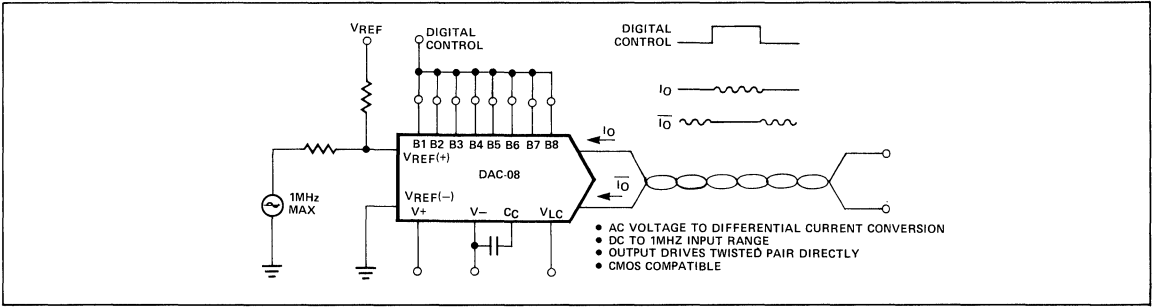 VREF
DIGITAL
CONTROL
DIGITAL
CONTROL
IO
IO
B1 B2 B3 B4 B5 B6 B7 B8
VREF(+)
DAC-08
VREF(−)
V+ V− CC VLC
1MHz
MAX
IO
IO
• AC VOLTAGE TO DIFFERENTIAL CURRENT CONVERSION
• DC TO 1MHZ INPUT RANGE
• OUTPUT DRIVES TWISTED PAIR DIRECTLY
• CMOS COMPATIBLE